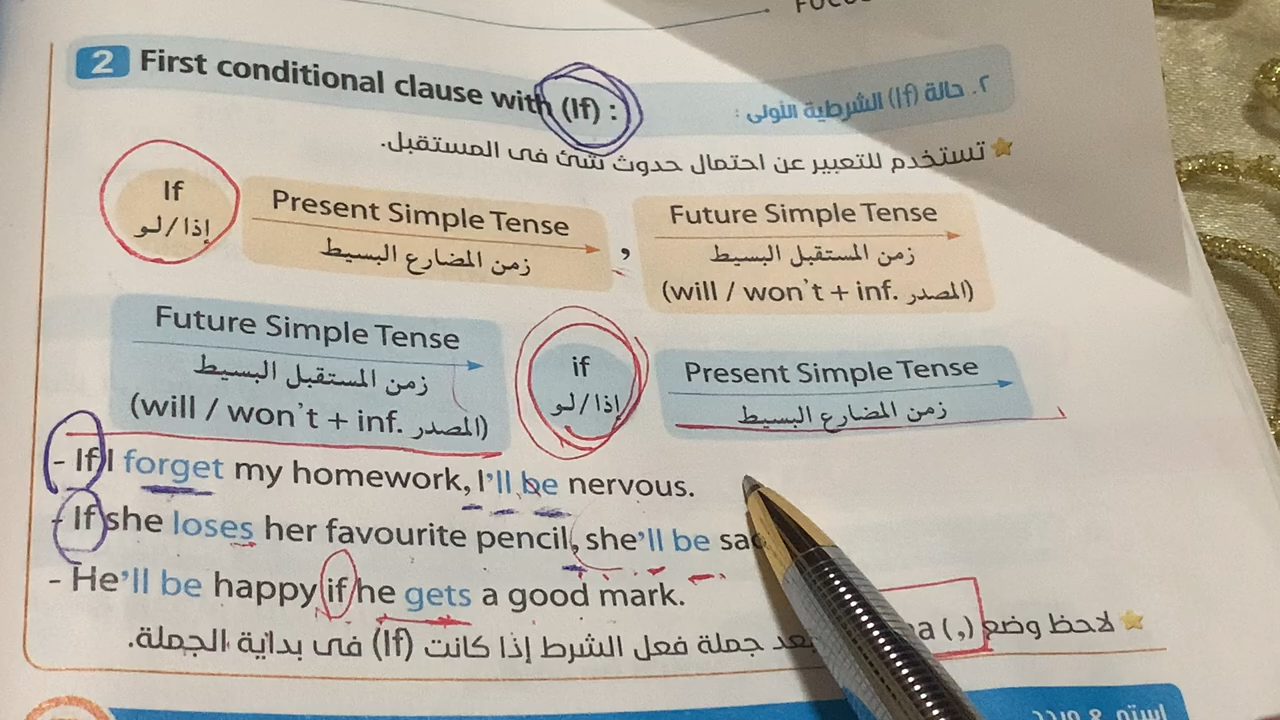 2 First conditional clause with (If) :
٢. حالة (If) الشرطية الأولى :
تستخدم للتعبير عن احتمال حدوث شئ فى المستقبل.
If
إذا/لو
Present Simple Tense
زمن المضارع البسيط
,
Future Simple Tense
زمن المستقبل البسيط
(will / won't + inf. المصدر)
Future Simple Tense
زمن المستقبل البسيط
(will / won't + inf. المصدر)
if
إذا/لو
Present Simple Tense
زمن المضارع البسيط
- If I forget my homework, I'll be nervous.
- If she loses her favourite pencil, she'll be
- He'll be happy if he gets a good mark.
لاحظ وضع (,)
بعد جملة فعل الشرط إذا كانت (If) فى بداية الجملة.